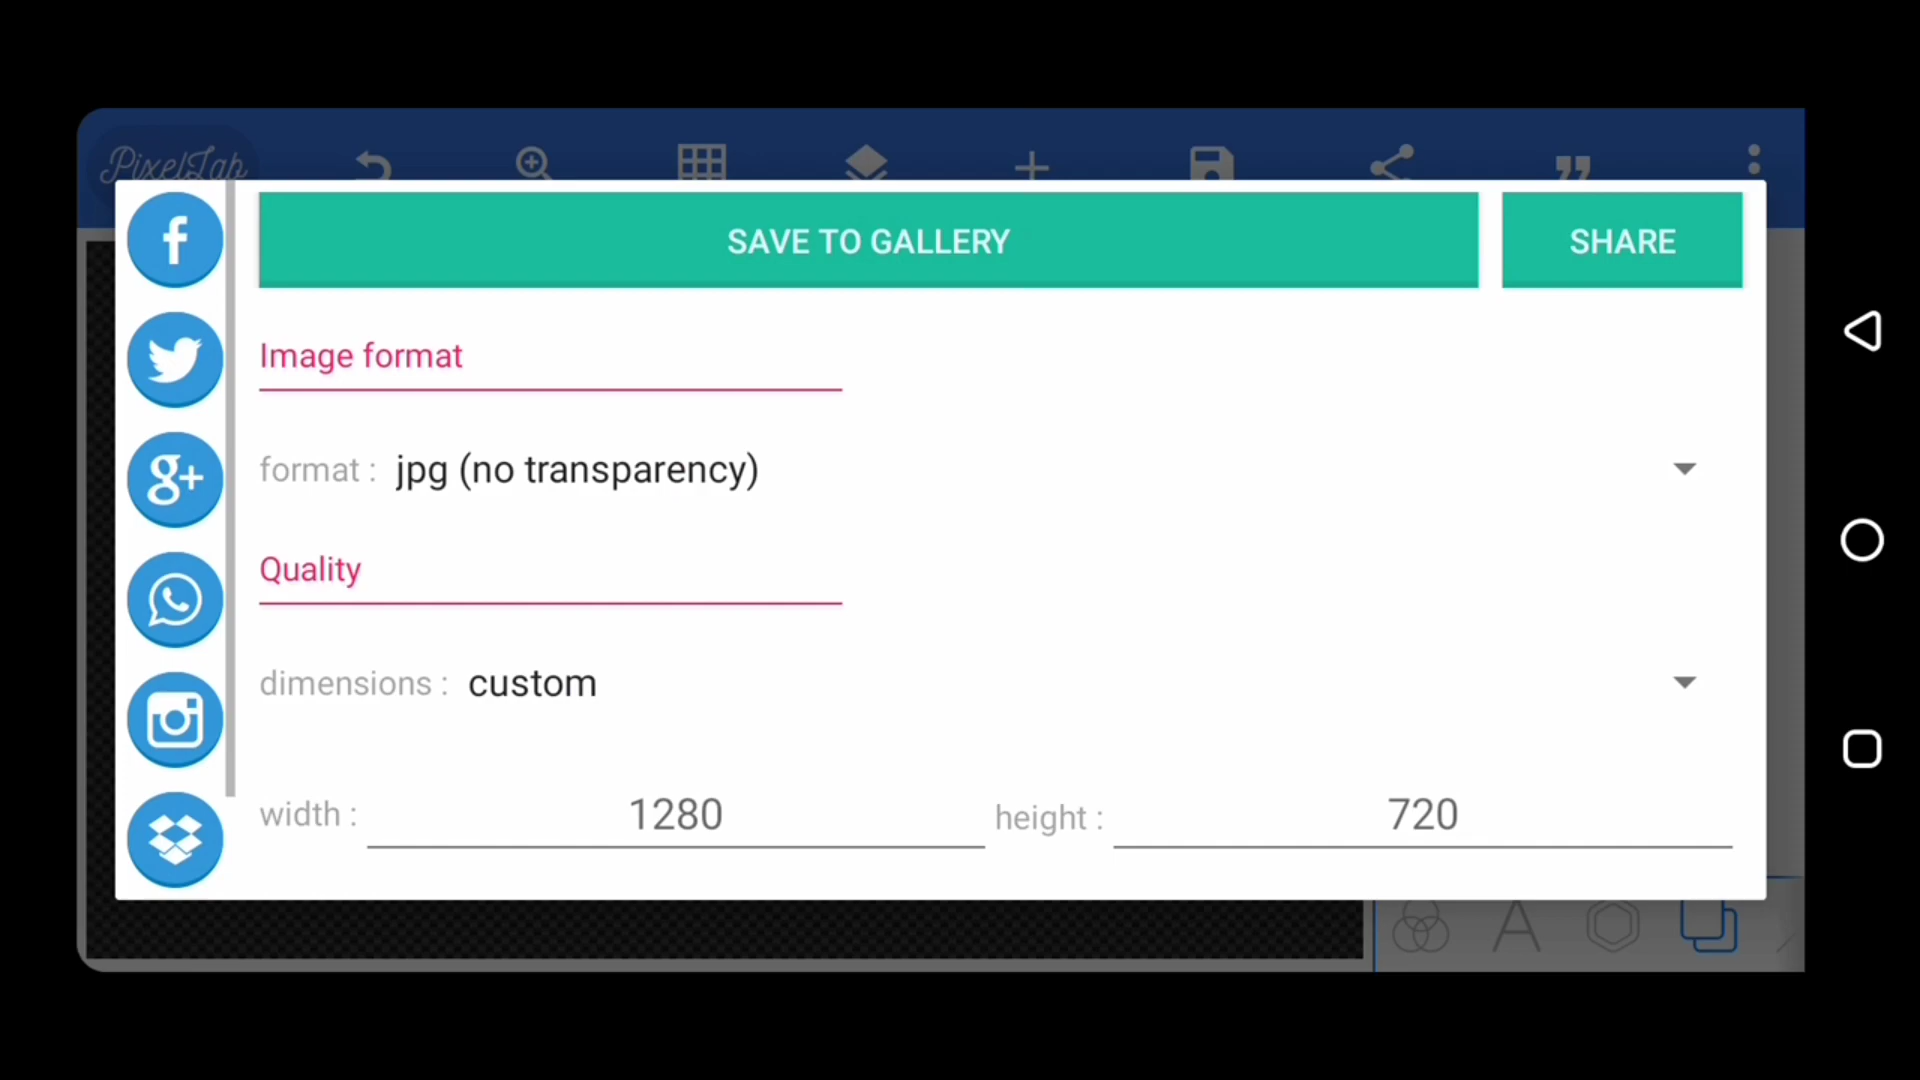 PixelLab
SAVE TO GALLERY
SHARE
Image format
format : jpg (no transparency)
Quality
dimensions : custom
width : 1280 height : 720